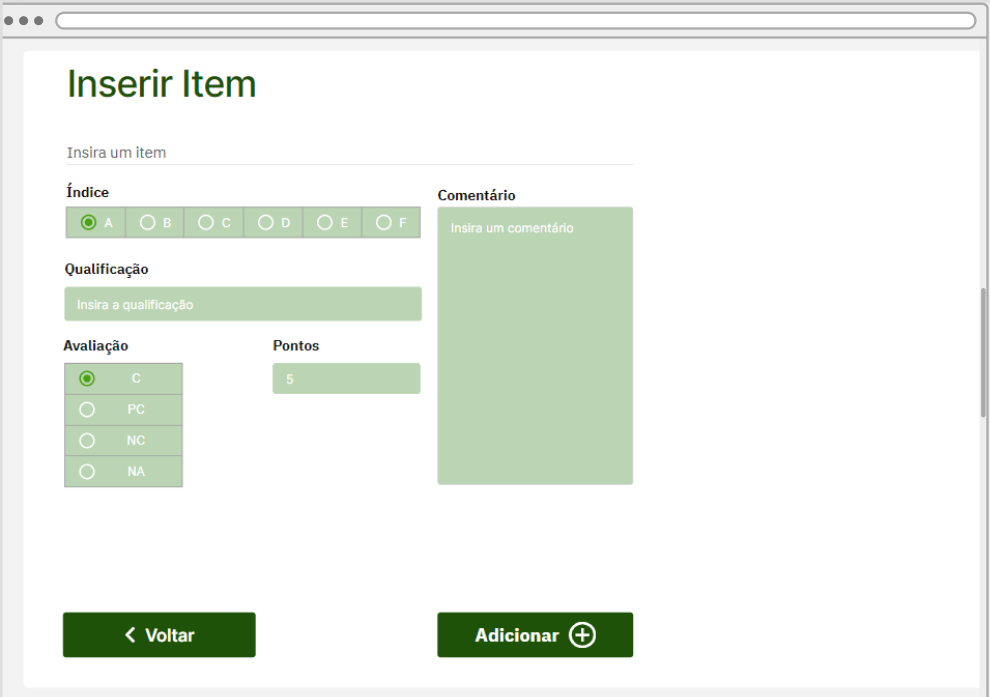 Inserir Item
Insira um item
Índice
A B C D E F
Qualificação
Insira a qualificação
Avaliação
C
PC
NC
NA
Pontos
5
Comentário
Insira um comentário
Voltar
Adicionar